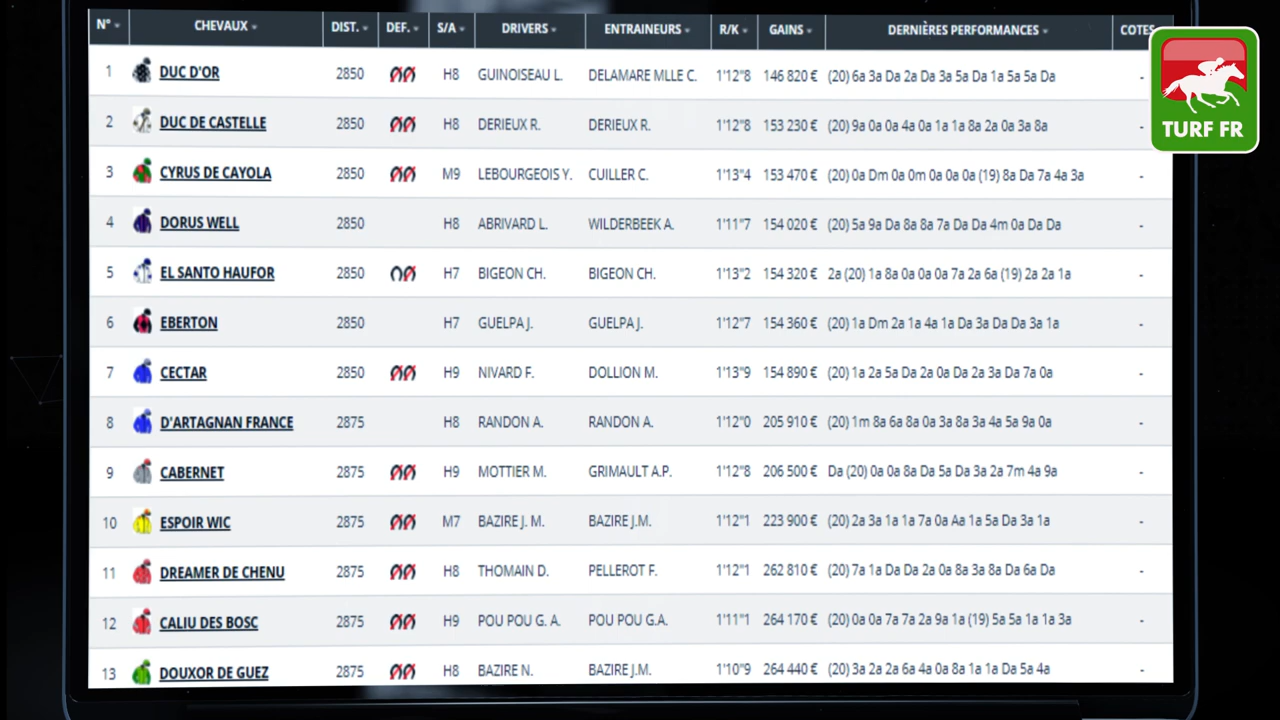 N° CHEVAUX DIST. DEF. S/A DRIVERS ENTRAINEURS R/K GAINS DERNIÈRES PERFORMANCES COTES
1 DUC D'OR 2850 H8 GUINOISEAU L. DELAMARE MLLE C. 1'12"8 146 820 € (20) 6a 3a Da 2a Da 3a 5a Da 1a 5a 5a Da -
2 DUC DE CASTELLE 2850 H8 DERIEUX R. DERIEUX R. 1'12"8 153 230 € (20) 9a 0a 0a 4a 0a 1a 1a 8a 2a 0a 3a 8a -
3 CYRUS DE CAYOLA 2850 M9 LEBOURGEOIS Y. CUILLER C. 1'13"4 153 470 € (20) 0a Dm 0a 0m 0a 0a 0a (19) 8a Da 7a 4a 3a -
4 DORUS WELL 2850 H8 ABRIVARD L. WILDERBEEK A. 1'11"7 154 020 € (20) 5a 9a Da 8a 8a 7a Da Da 4m 0a Da Da -
5 EL SANTO HAUFOR 2850 H7 BIGEON CH. BIGEON CH. 1'13"2 154 320 € 2a (20) 1a 8a 0a 0a 0a 7a 2a 6a (19) 2a 2a 1a -
6 EBERTON 2850 H7 GUELPA J. GUELPA J. 1'12"7 154 360 € (20) 1a Dm 2a 1a 4a 1a Da 3a Da Da 3a 1a -
7 CECTAR 2850 H9 NIVARD F. DOLLION M. 1'13"9 154 890 € (20) 1a 2a 5a Da 2a 0a Da 2a 3a Da 7a 0a -
8 D'ARTAGNAN FRANCE 2875 H8 RANDON A. RANDON A. 1'12"0 205 910 € (20) 1m 8a 6a 8a 0a 3a 8a 3a 4a 5a 9a 0a -
9 CABERNET 2875 H9 MOTTIER M. GRIMAULT A.P. 1'12"8 206 500 € Da (20) 0a 0a 8a Da 5a Da 3a 2a 7m 4a 9a -
10 ESPOIR WIC 2875 M7 BAZIRE J. M. BAZIRE J.M. 1'12"1 223 900 € (20) 2a 3a 1a 1a 7a 0a Aa 1a 5a Da 3a 1a -
11 DREAMER DE CHENU 2875 H8 THOMAIN D. PELLEROT F. 1'12"1 262 810 € (20) 7a 1a Da Da 2a 0a 8a 3a 8a Da 6a Da -
12 CALIU DES BOSC 2875 H9 POU POU G. A. POU POU G.A. 1'11"1 264 170 € (20) 0a 0a 7a 7a 2a 9a 1a (19) 5a 5a 1a 1a 3a -
13 DOUXOR DE GUEZ 2875 H8 BAZIRE N. BAZIRE J.M. 1'10"9 264 440 € (20) 3a 2a 2a 6a 4a 0a 8a 1a 1a Da 5a 4a -
TURF FR